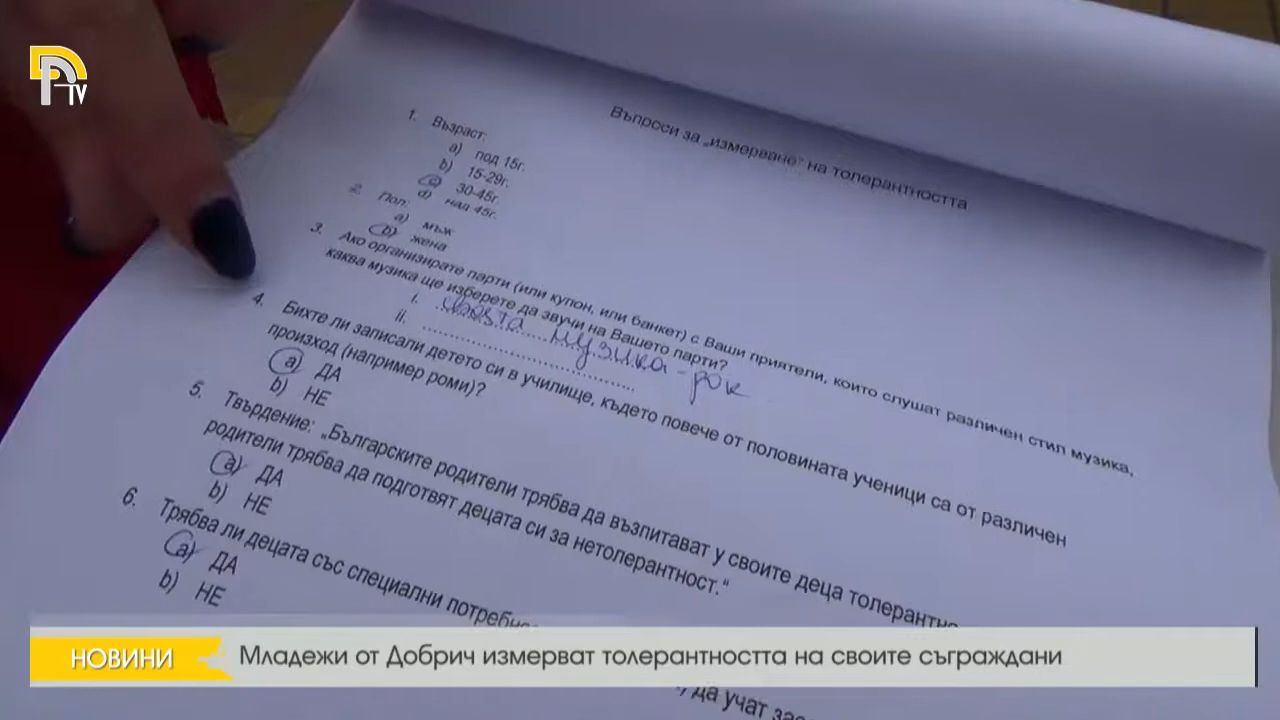 TV
Въпроси за „измерване“ на толерантността
1. Възраст:
a) под 15г.
b) 15-29г.
c) 30-45г.
d) над 45г.
2. Пол:
a) мъж
b) жена
3. Ако организирате парти (или купон, или банкет) с Ваши приятели, които слушат различен стил музика,
каква музика ще изберете да звучи на Вашето парти?
i. музика - рок
ii.
4. Бихте ли записали детето си в училище, където повече от половината ученици са от различен
произход (например роми)?
a) ДА
b) НЕ
5. Твърдение: „Българските родители трябва да възпитават у своите деца толерантно
родители трябва да подготвят децата си за нетолерантност.“
a) ДА
b) НЕ
6. Трябва ли децата със специални потребно
a) ДА
b) НЕ
да учат зае
НОВИНИ
Младежи от Добрич измерват толерантността на своите съграждани